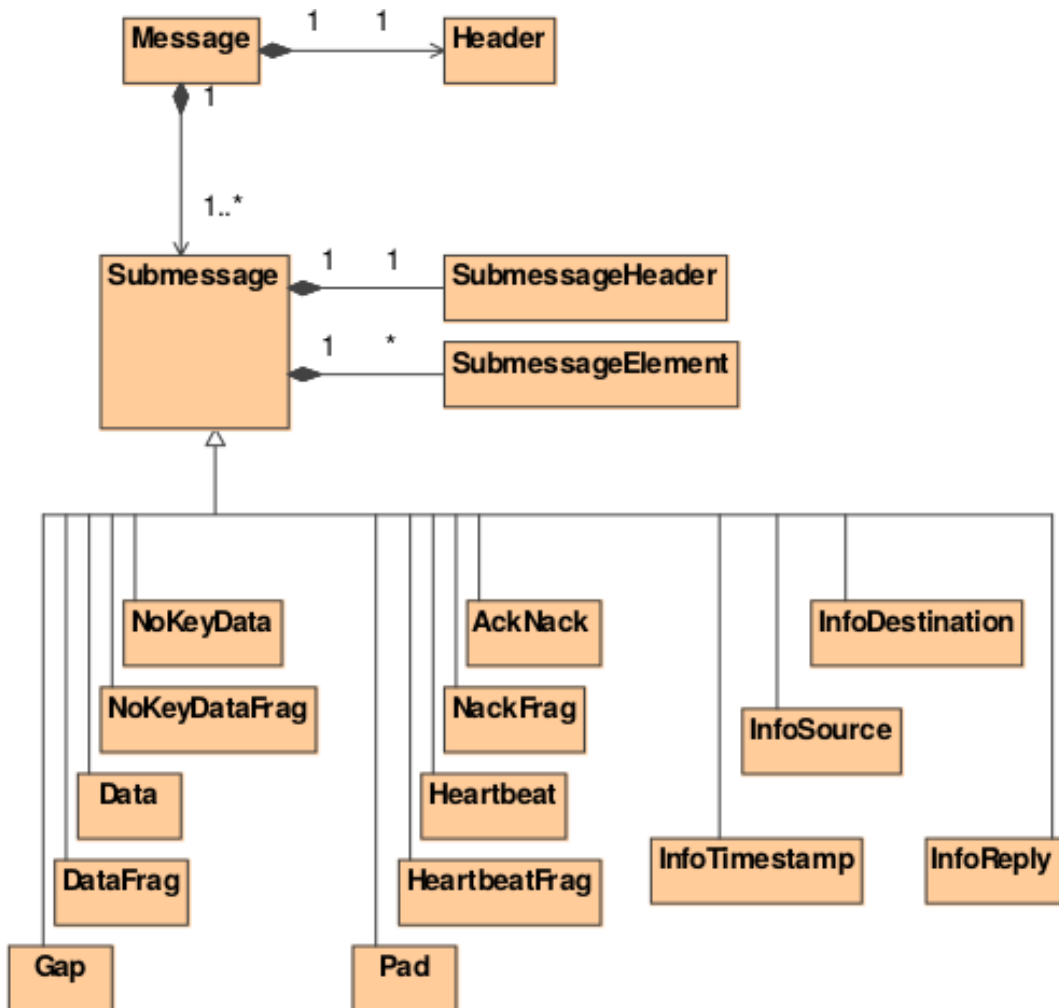 Message 1 1 Header
1
1..*
Submessage 1 1 SubmessageHeader
1 * SubmessageElement
NoKeyData AckNack InfoDestination
NoKeyDataFrag NackFrag InfoSource
Data Heartbeat
InfoTimestamp InfoReply
DataFrag HeartbeatFrag
Gap Pad